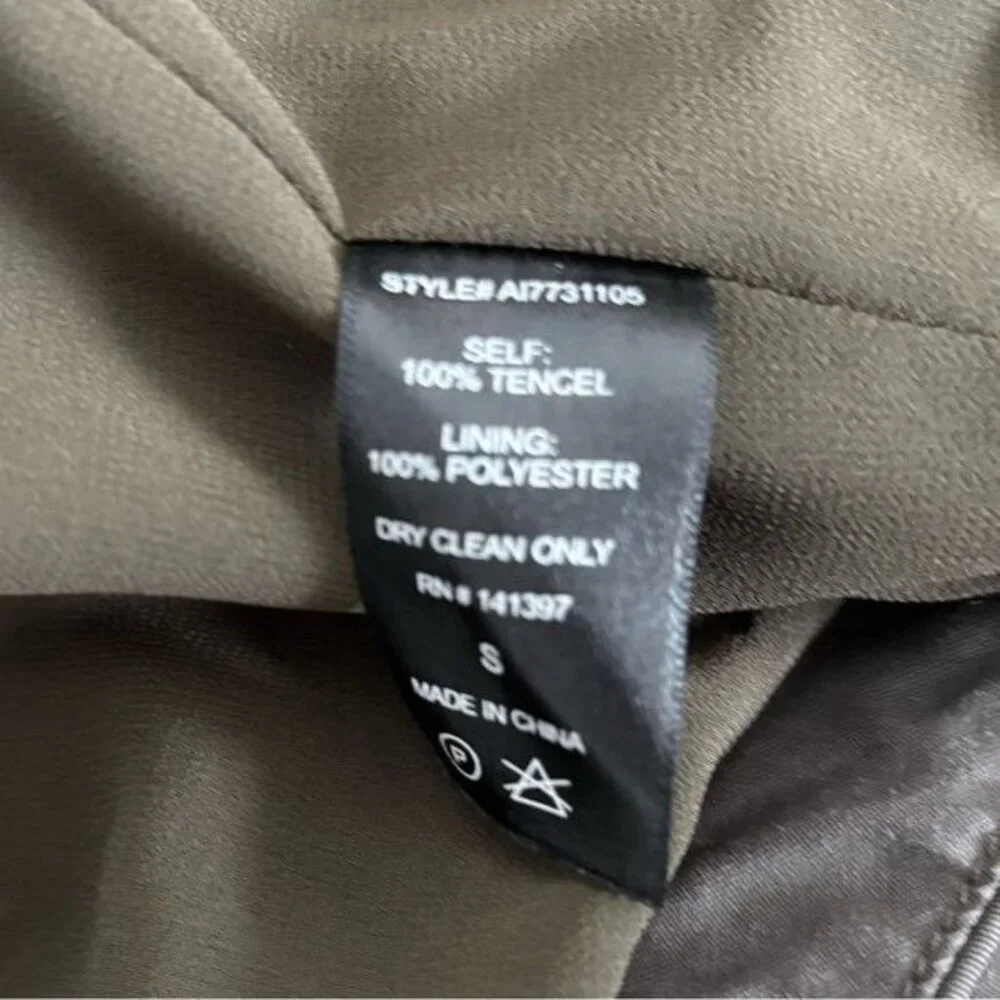 STYLE# AI7731105
SELF:
100% TENCEL
LINING:
100% POLYESTER
DRY CLEAN ONLY
RN# 141397
S
MADE IN CHINA
P